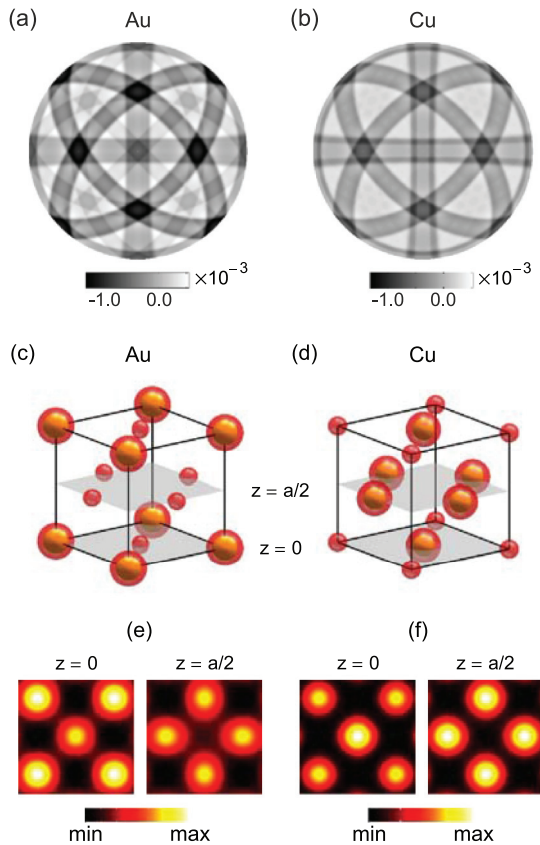 (a) Au
(b) Cu
×10⁻³
-1.0 0.0
×10⁻³
-1.0 0.0
(c) Au
(d) Cu
z = a/2
z = 0
(e)
(f)
z = 0 z = a/2
z = 0 z = a/2
min max
min max